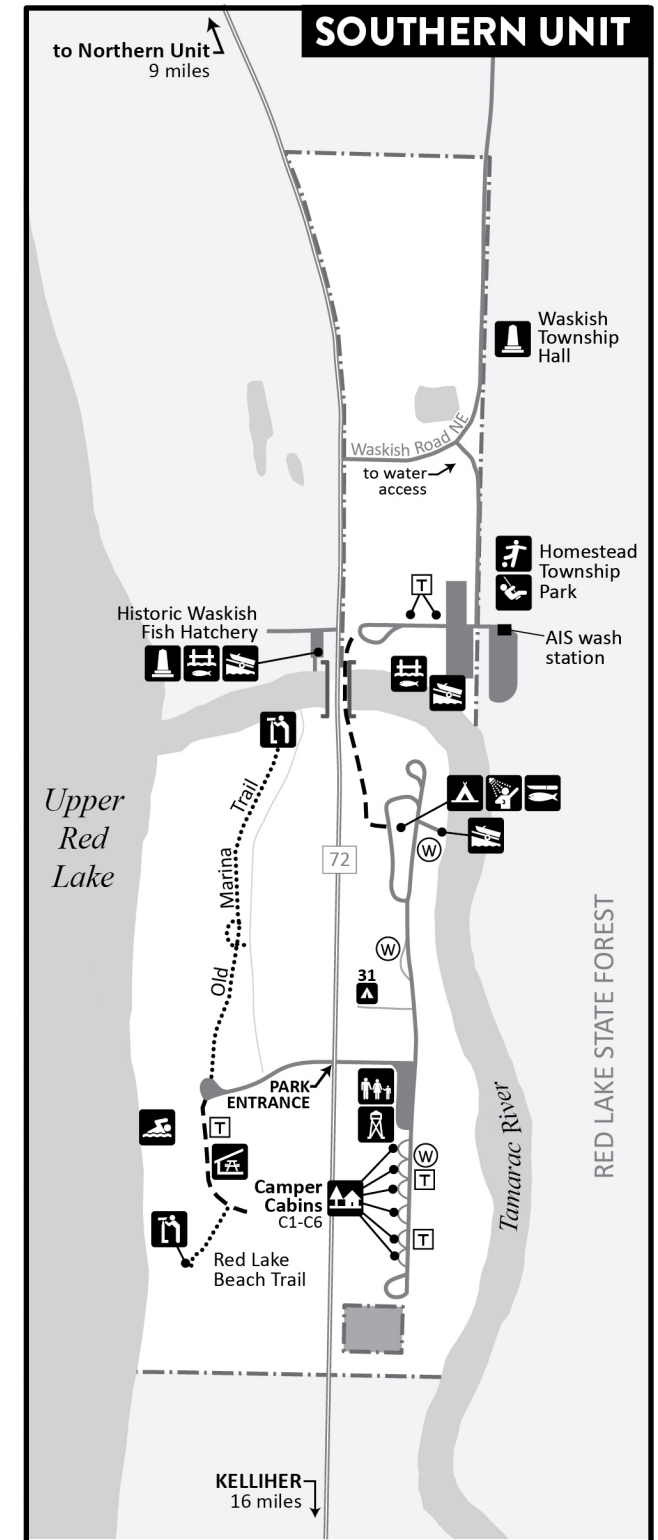 SOUTHERN UNIT
to Northern Unit
9 miles
Waskish
Township
Hall
Waskish Road NE
to water
access
Homestead
Township
Park
T
Historic Waskish
Fish Hatchery
AIS wash
station
Upper
Red
Lake
Old Marina Trail
72
W
W
31
RED LAKE STATE FOREST
PARK
ENTRANCE
T
Tamarac River
W
T
Camper
Cabins
C1-C6
T
Red Lake
Beach Trail
KELLIHER
16 miles